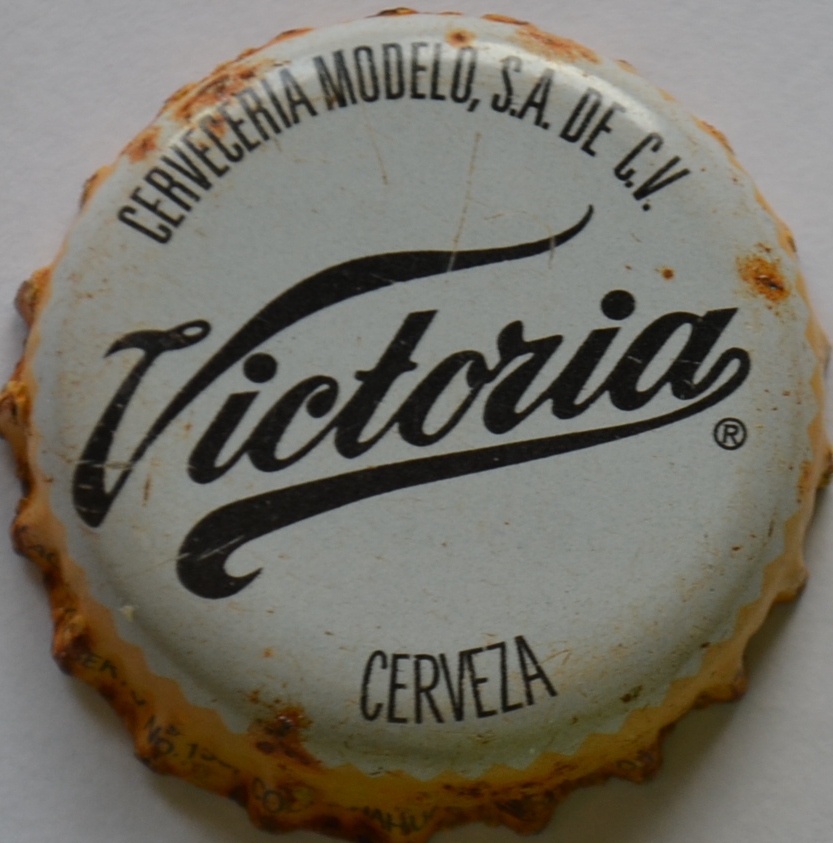 CERVECERIA MODELO, S.A. DE C.V.
Victoria ®
CERVEZA